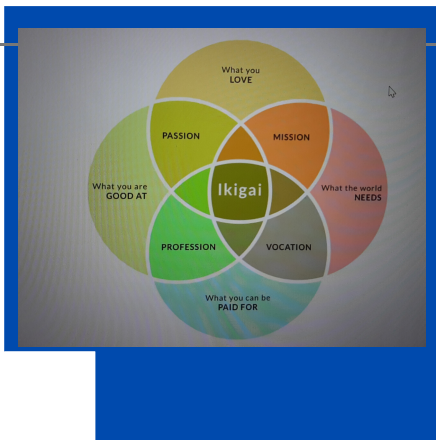 What you
LOVE
PASSION
MISSION
What you are
GOOD AT
Ikigai
What the world
NEEDS
PROFESSION
VOCATION
What you can be
PAID FOR